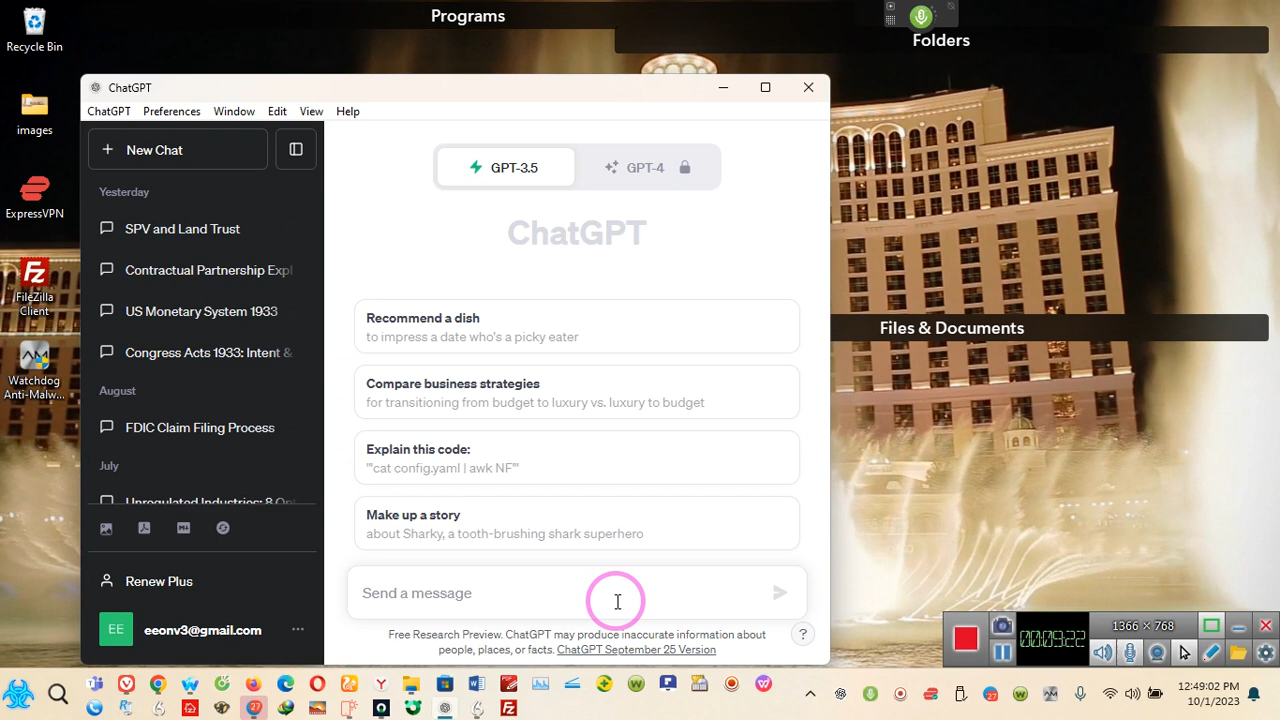 Programs
Folders
Recycle Bin
images
ExpressVPN
FileZilla
Client
Watchdog
Anti-Malw...
ChatGPT
ChatGPT Preferences Window Edit View Help
New Chat
Yesterday
SPV and Land Trust
Contractual Partnership Expl
US Monetary System 1933
Congress Acts 1933: Intent &
August
FDIC Claim Filing Process
July
Unregulated Industries: 8 Op
Renew Plus
EE
eeonv3@gmail.com
GPT-3.5 GPT-4
ChatGPT
Recommend a dish
to impress a date who's a picky eater
Compare business strategies
for transitioning from budget to luxury vs. luxury to budget
Explain this code:
"'cat config.yaml | awk NF'"
Make up a story
about Sharky, a tooth-brushing shark superhero
Send a message
Free Research Preview. ChatGPT may produce inaccurate information about
people, places, or facts. ChatGPT September 25 Version
?
Files & Documents
1366 × 768
00:05:22
12:49:02 PM
10/1/2023